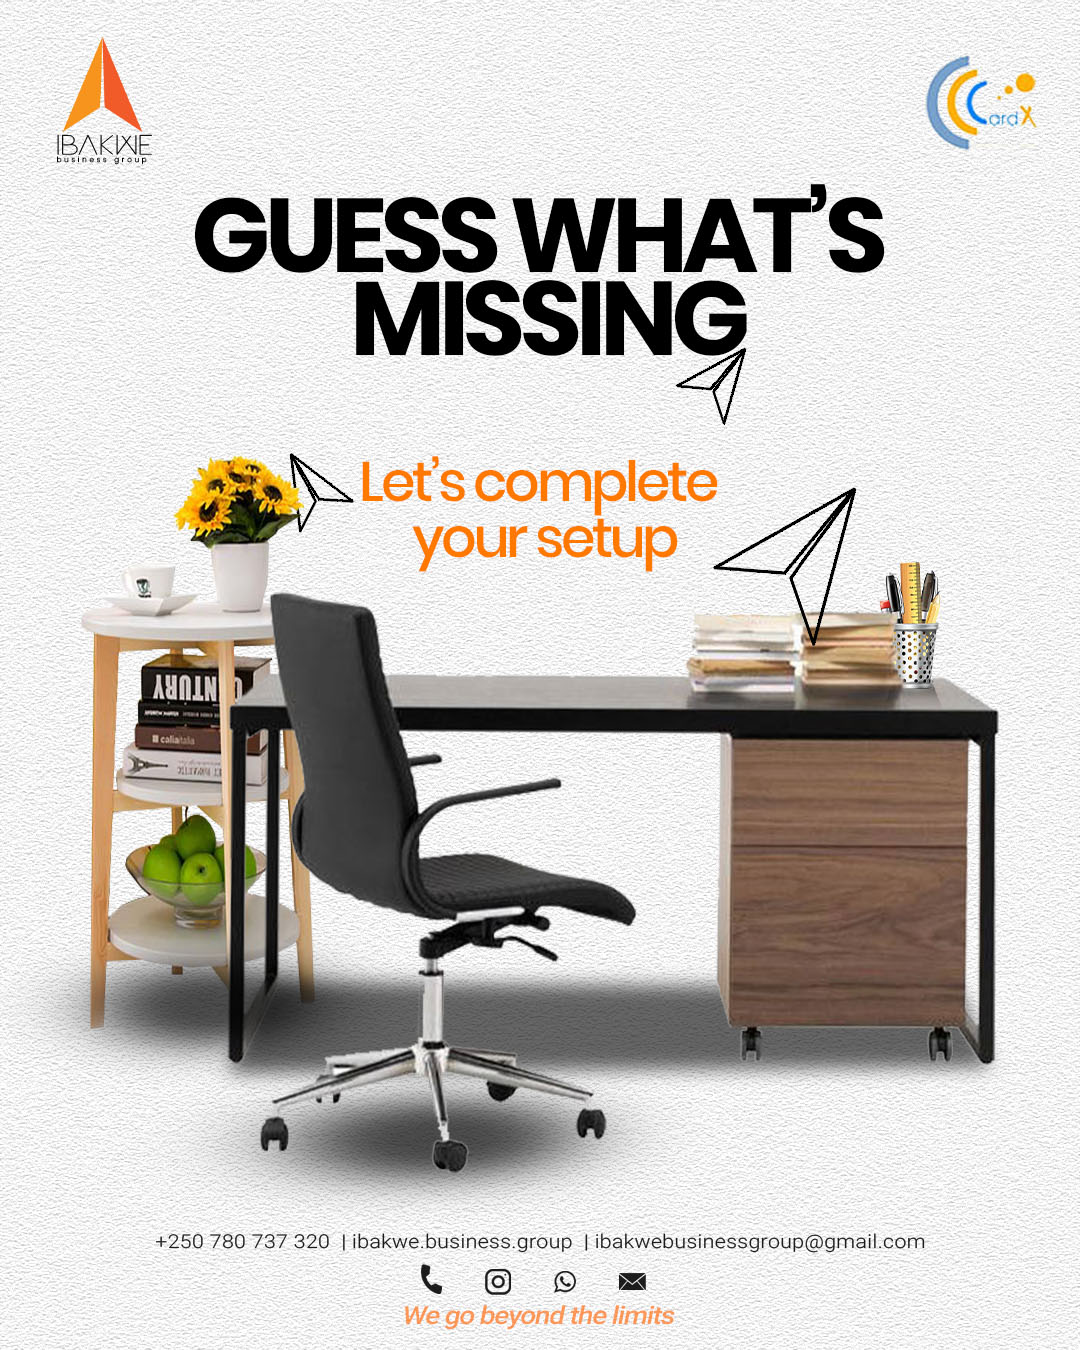 IBAKWE
business group
CardX
GUESS WHAT'S
MISSING
Let's complete
your setup
calia italia
+250 780 737 320 | ibakwe.business.group | ibakwebusinessgroup@gmail.com
We go beyond the limits